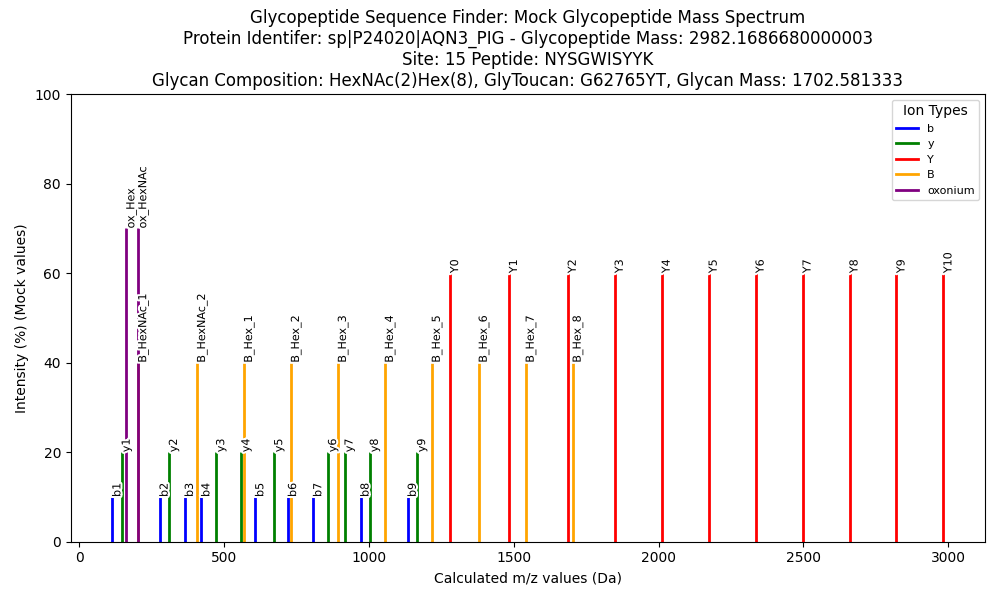 Glycopeptide Sequence Finder: Mock Glycopeptide Mass Spectrum
Protein Identifer: sp|P24020|AQN3_PIG - Glycopeptide Mass: 2982.1686680000003
Site: 15 Peptide: NYSGWISYYK
Glycan Composition: HexNAc(2)Hex(8), GlyToucan: G62765YT, Glycan Mass: 1702.581333
Ion Types
b
y
Y
B
oxonium
Intensity (%) (Mock values)
100
80
60
40
20
0
ox_Hex
ox_HexNAc
Y0
Y1
Y2
Y3
Y4
Y5
Y6
Y7
Y8
Y9
Y10
B_HexNAc_1
B_HexNAc_2
B_Hex_1
B_Hex_2
B_Hex_3
B_Hex_4
B_Hex_5
B_Hex_6
B_Hex_7
B_Hex_8
y1
y2
y3
y4
y5
y6
y7
y8
y9
b1
b2
b3
b4
b5
b6
b7
b8
b9
0
500
1000
1500
2000
2500
3000
Calculated m/z values (Da)